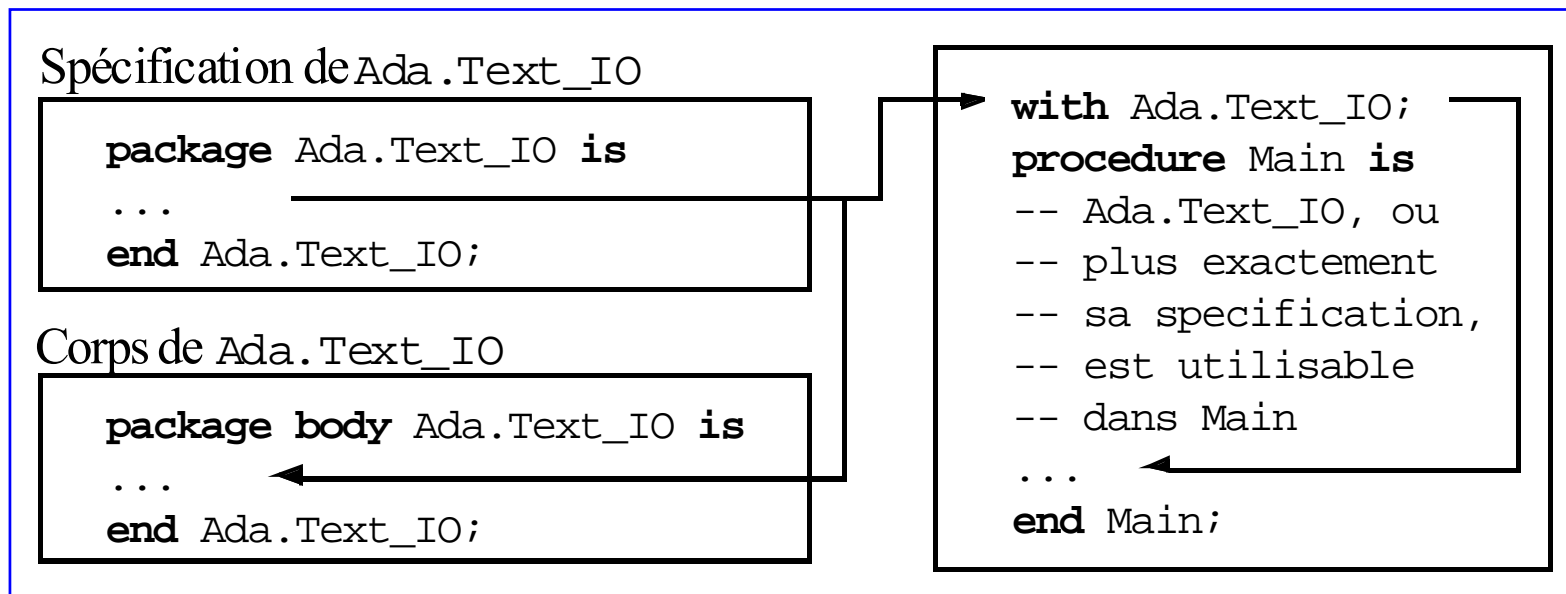 Spécification de Ada.Text_IO
package Ada.Text_IO is
...
end Ada.Text_IO;
Corps de Ada.Text_IO
package body Ada.Text_IO is
...
end Ada.Text_IO;
with Ada.Text_IO;
procedure Main is
-- Ada.Text_IO, ou
-- plus exactement
-- sa specification,
-- est utilisable
-- dans Main
...
end Main;